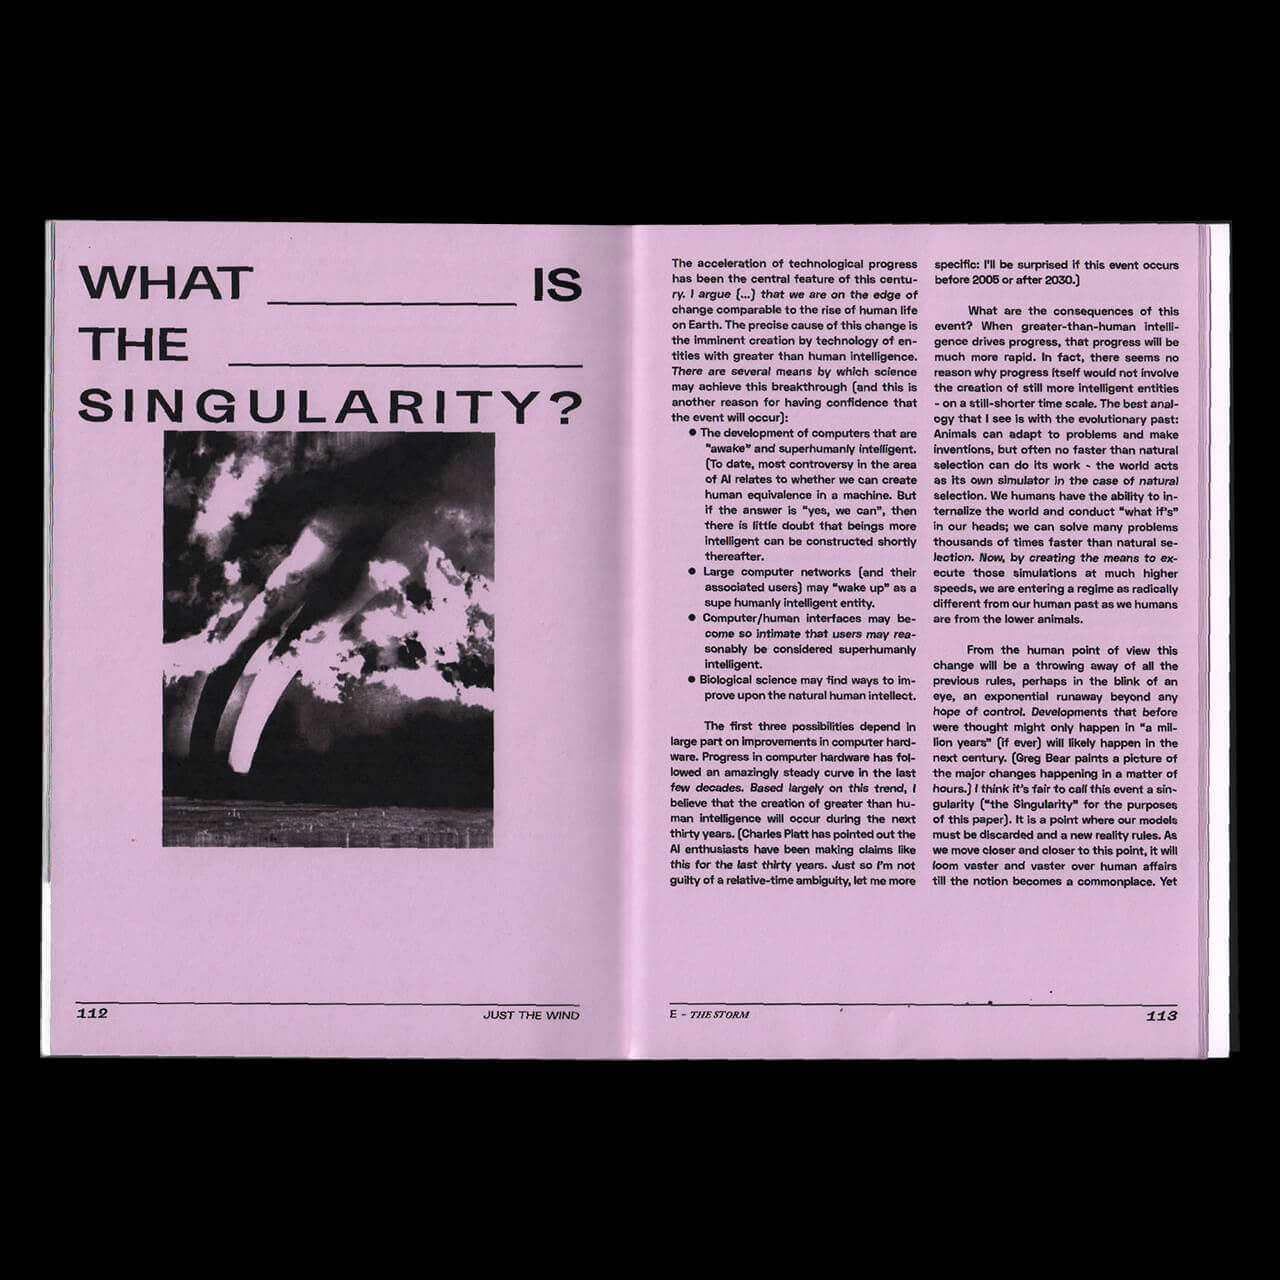 WHAT ____________ IS
THE ____________
SINGULARITY?
112
JUST THE WIND
The acceleration of technological progress
has been the central feature of this centu-
ry. I argue (...) that we are on the edge of
change comparable to the rise of human life
on Earth. The precise cause of this change is
the imminent creation by technology of en-
tities with greater than human intelligence.
There are several means by which science
may achieve this breakthrough (and this is
another reason for having confidence that
the event will occur):
● The development of computers that are
"awake" and superhumanly intelligent.
(To date, most controversy in the area
of AI relates to whether we can create
human equivalence in a machine. But
if the answer is "yes, we can", then
there is little doubt that beings more
intelligent can be constructed shortly
thereafter.
● Large computer networks (and their
associated users) may "wake up" as a
supe humanly intelligent entity.
● Computer/human interfaces may be-
come so intimate that users may rea-
sonably be considered superhumanly
intelligent.
● Biological science may find ways to im-
prove upon the natural human intellect.
The first three possibilities depend in
large part on improvements in computer hard-
ware. Progress in computer hardware has fol-
lowed an amazingly steady curve in the last
few decades. Based largely on this trend, I
believe that the creation of greater than hu-
man intelligence will occur during the next
thirty years. (Charles Platt has pointed out the
AI enthusiasts have been making claims like
this for the last thirty years. Just so I'm not
guilty of a relative-time ambiguity, let me more
specific: I'll be surprised if this event occurs
before 2005 or after 2030.)
What are the consequences of this
event? When greater-than-human intelli-
gence drives progress, that progress will be
much more rapid. In fact, there seems no
reason why progress itself would not involve
the creation of still more intelligent entities
- on a still-shorter time scale. The best anal-
ogy that I see is with the evolutionary past:
Animals can adapt to problems and make
inventions, but often no faster than natural
selection can do its work - the world acts
as its own simulator in the case of natural
selection. We humans have the ability to in-
ternalize the world and conduct "what if's"
in our heads; we can solve many problems
thousands of times faster than natural se-
lection. Now, by creating the means to ex-
ecute those simulations at much higher
speeds, we are entering a regime as radically
different from our human past as we humans
are from the lower animals.
From the human point of view this
change will be a throwing away of all the
previous rules, perhaps in the blink of an
eye, an exponential runaway beyond any
hope of control. Developments that before
were thought might only happen in "a mil-
lion years" (if ever) will likely happen in the
next century. (Greg Bear paints a picture of
the major changes happening in a matter of
hours.) I think it's fair to call this event a sin-
gularity ("the Singularity" for the purposes
of this paper). It is a point where our models
must be discarded and a new reality rules. As
we move closer and closer to this point, it will
loom vaster and vaster over human affairs
till the notion becomes a commonplace. Yet
E - THE STORM
113